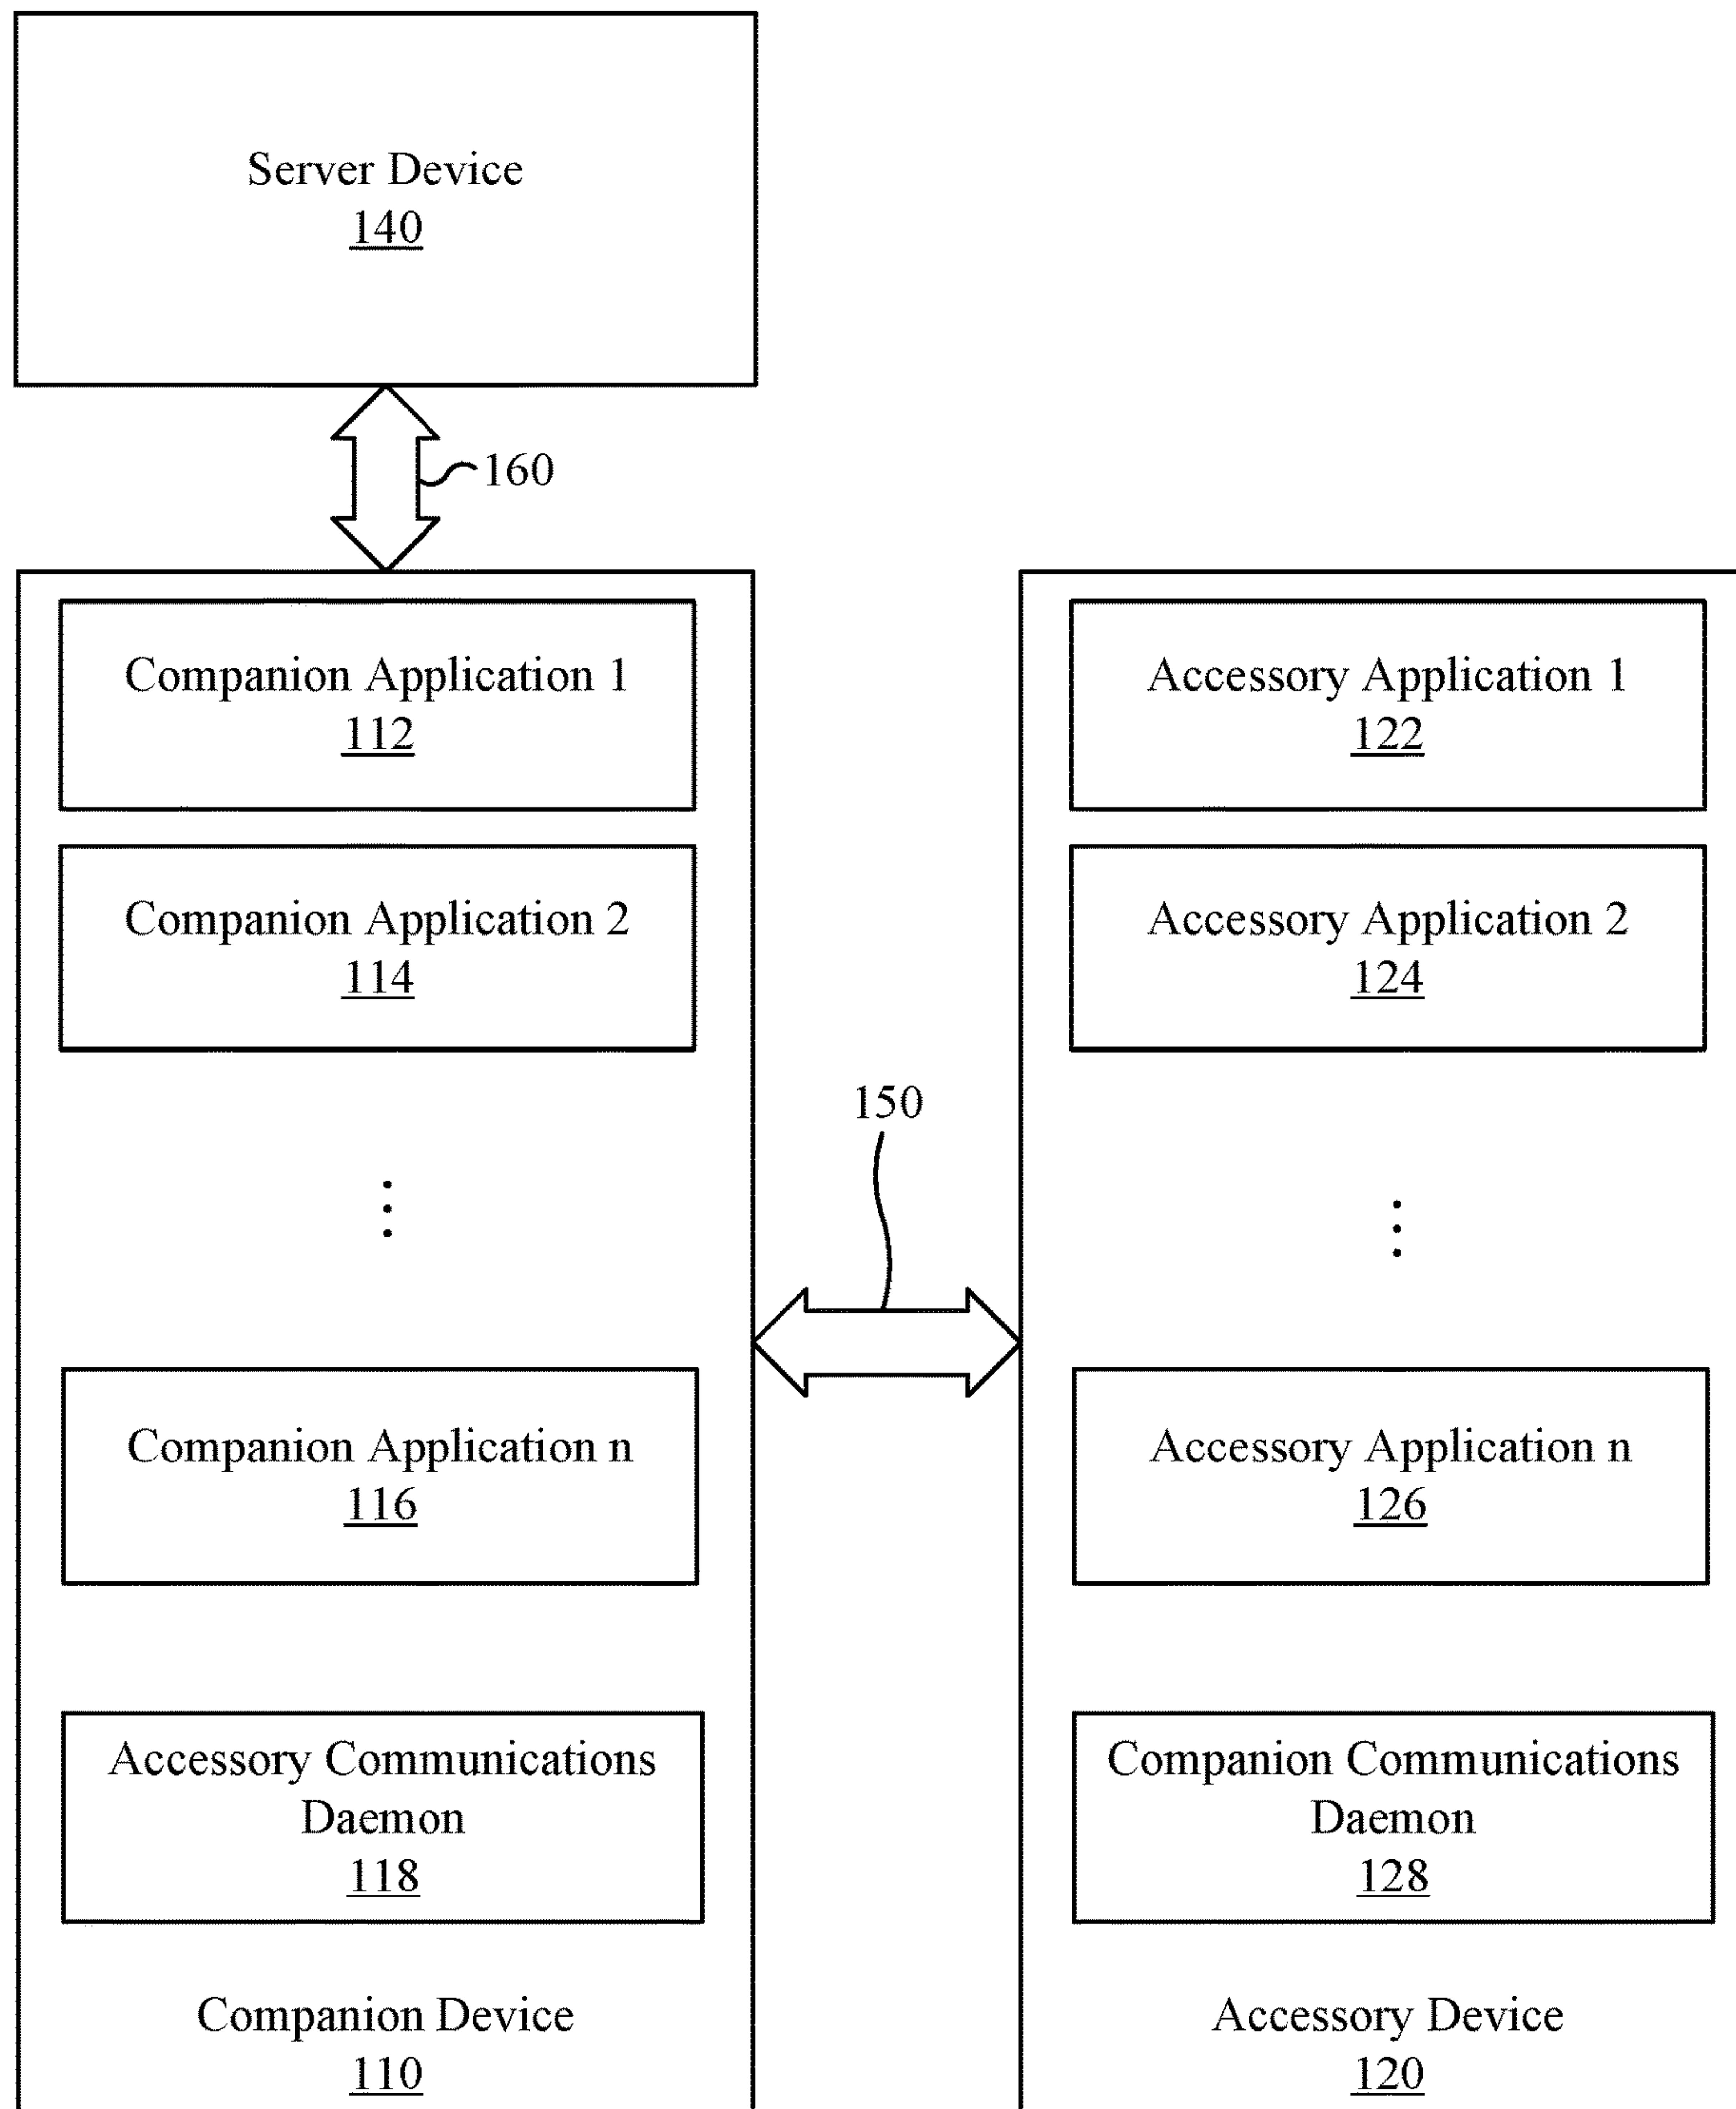 Server Device
140
160
Companion Application 1
112
Companion Application 2
114
⋮
Companion Application n
116
Accessory Communications
Daemon
118
Companion Device
110
150
Accessory Application 1
122
Accessory Application 2
124
⋮
Accessory Application n
126
Companion Communications
Daemon
128
Accessory Device
120